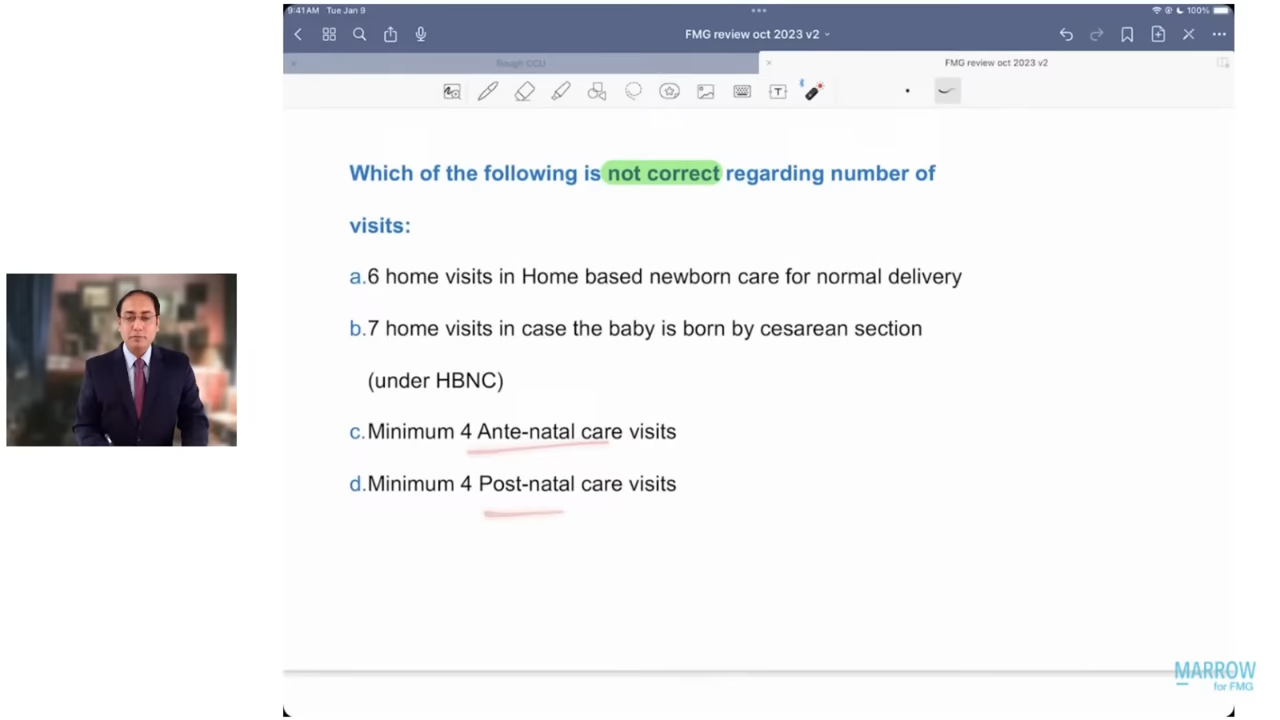 9:41 AM Tue Jan 9
100%
FMG review oct 2023 v2
Rough CCU
FMG review oct 2023 v2
T
Which of the following is not correct regarding number of
visits:
a.6 home visits in Home based newborn care for normal delivery
b.7 home visits in case the baby is born by cesarean section
(under HBNC)
c.Minimum 4 Ante-natal care visits
d.Minimum 4 Post-natal care visits
MARROW
for FMG